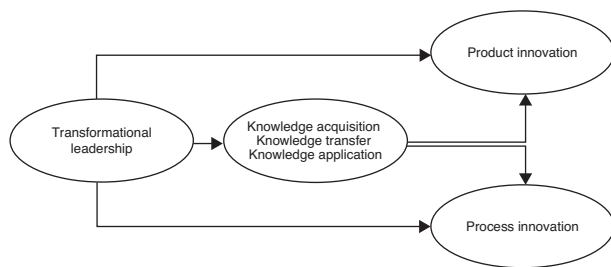 Product innovation
Transformational
leadership
Knowledge acquisition
Knowledge transfer
Knowledge application
Process innovation